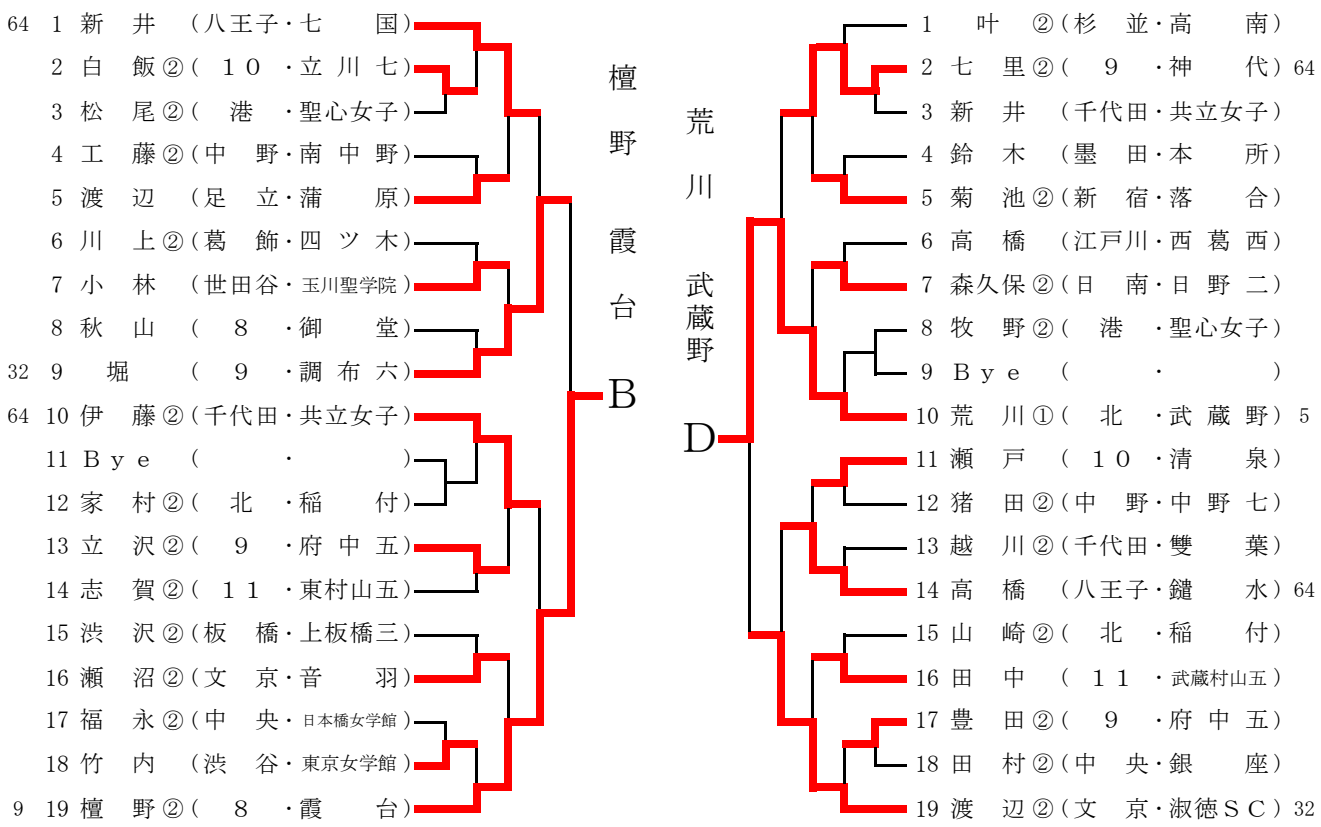 64 1 新 井 (八王子・七 国)
2 白 飯②( 10 ・立 川 七)
3 松 尾②( 港 ・聖心女子)
4 工 藤②(中 野・南 中 野)
5 渡 辺 (足 立・蒲 原)
6 川 上②(葛 飾・四 ツ 木)
7 小 林 (世田谷・玉川聖学院)
8 秋 山 ( 8 ・御 堂)
32 9 堀 ( 9 ・調 布 六)
64 10 伊 藤②(千代田・共立女子)
11 Bye ( ・ )
12 家 村②( 北 ・稲 付)
13 立 沢②( 9 ・府 中 五)
14 志 賀②( 11 ・東村山五)
15 渋 沢②(板 橋・上板橋三)
16 瀬 沼②(文 京・音 羽)
17 福 永②(中 央・日本橋女学館)
18 竹 内 (渋 谷・東京女学館)
9 19 檀 野②( 8 ・霞 台)
檀野 霞台
B
荒川 武蔵野
D
1 叶 ②(杉 並・高 南)
2 七 里②( 9 ・神 代) 64
3 新 井 (千代田・共立女子)
4 鈴 木 (墨 田・本 所)
5 菊 池②(新 宿・落 合)
6 高 橋 (江戸川・西 葛 西)
7 森久保②(日 南・日 野 二)
8 牧 野②( 港 ・聖心女子)
9 Bye ( ・ )
10 荒 川①( 北 ・武 蔵 野) 5
11 瀬 戸 ( 10 ・清 泉)
12 猪 田②(中 野・中 野 七)
13 越 川②(千代田・雙 葉)
14 高 橋 (八王子・鑓 水) 64
15 山 崎②( 北 ・稲 付)
16 田 中 ( 11 ・武蔵村山五)
17 豊 田②( 9 ・府 中 五)
18 田 村②(中 央・銀 座)
19 渡 辺②(文 京・淑徳SC) 32